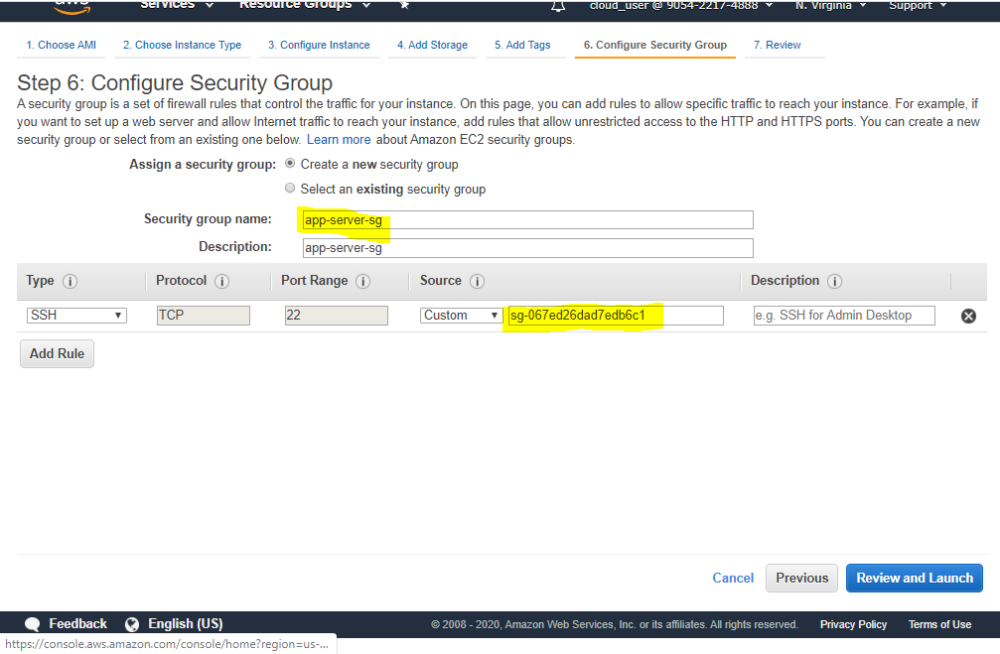 aws Services Resource Groups cloud_user @ 9054-2217-4888 N. Virginia Support
1. Choose AMI 2. Choose Instance Type 3. Configure Instance 4. Add Storage 5. Add Tags 6. Configure Security Group 7. Review
Step 6: Configure Security Group
A security group is a set of firewall rules that control the traffic for your instance. On this page, you can add rules to allow specific traffic to reach your instance. For example, if
you want to set up a web server and allow Internet traffic to reach your instance, add rules that allow unrestricted access to the HTTP and HTTPS ports. You can create a new
security group or select from an existing one below. Learn more about Amazon EC2 security groups.
Assign a security group: Create a new security group
Select an existing security group
Security group name: app-server-sg
Description: app-server-sg
Type i Protocol i Port Range i Source i Description i
SSH TCP 22 Custom sg-067ed26dad7edb6c1 e.g. SSH for Admin Desktop
Add Rule
Cancel Previous Review and Launch
Feedback English (US) © 2008 - 2020, Amazon Web Services, Inc. or its affiliates. All rights reserved. Privacy Policy Terms of Use
https://console.aws.amazon.com/console/home?region=us-...